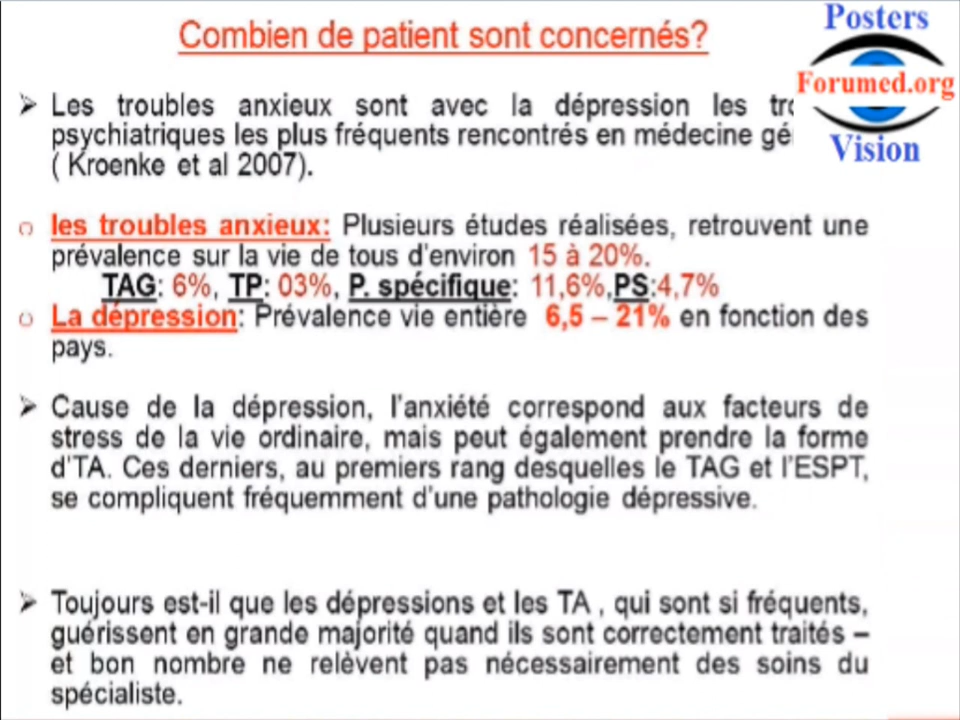 Combien de patient sont concernés?
Posters
Forumed.org
Vision
➤ Les troubles anxieux sont avec la dépression les
psychiatriques les plus fréquents rencontrés en médecine
( Kroenke et al 2007).
o les troubles anxieux: Plusieurs études réalisées, retrouvent une
prévalence sur la vie de tous d'environ 15 à 20%.
TAG: 6%, TP: 03%, P. spécifique: 11,6%,PS:4,7%
o La dépression: Prévalence vie entière 6,5 – 21% en fonction des
pays.
➤ Cause de la dépression, l'anxiété correspond aux facteurs de
stress de la vie ordinaire, mais peut également prendre la forme
d'TA. Ces derniers, au premiers rang desquelles le TAG et l'ESPT,
se compliquent fréquemment d'une pathologie dépressive.
➤ Toujours est-il que les dépressions et les TA , qui sont si fréquents,
guérissent en grande majorité quand ils sont correctement traités –
et bon nombre ne relèvent pas nécessairement des soins du
spécialiste.